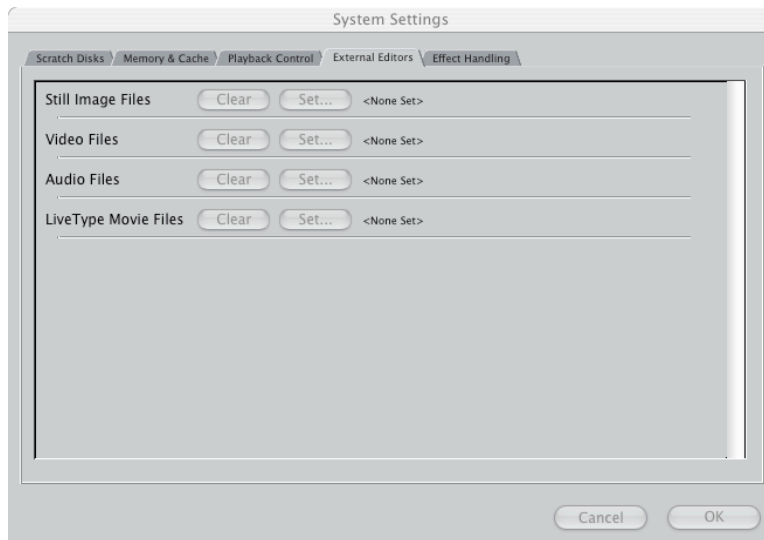 System Settings
Scratch Disks Memory & Cache Playback Control External Editors Effect Handling
Still Image Files Clear Set... <None Set>
Video Files Clear Set... <None Set>
Audio Files Clear Set... <None Set>
LiveType Movie Files Clear Set... <None Set>
Cancel OK